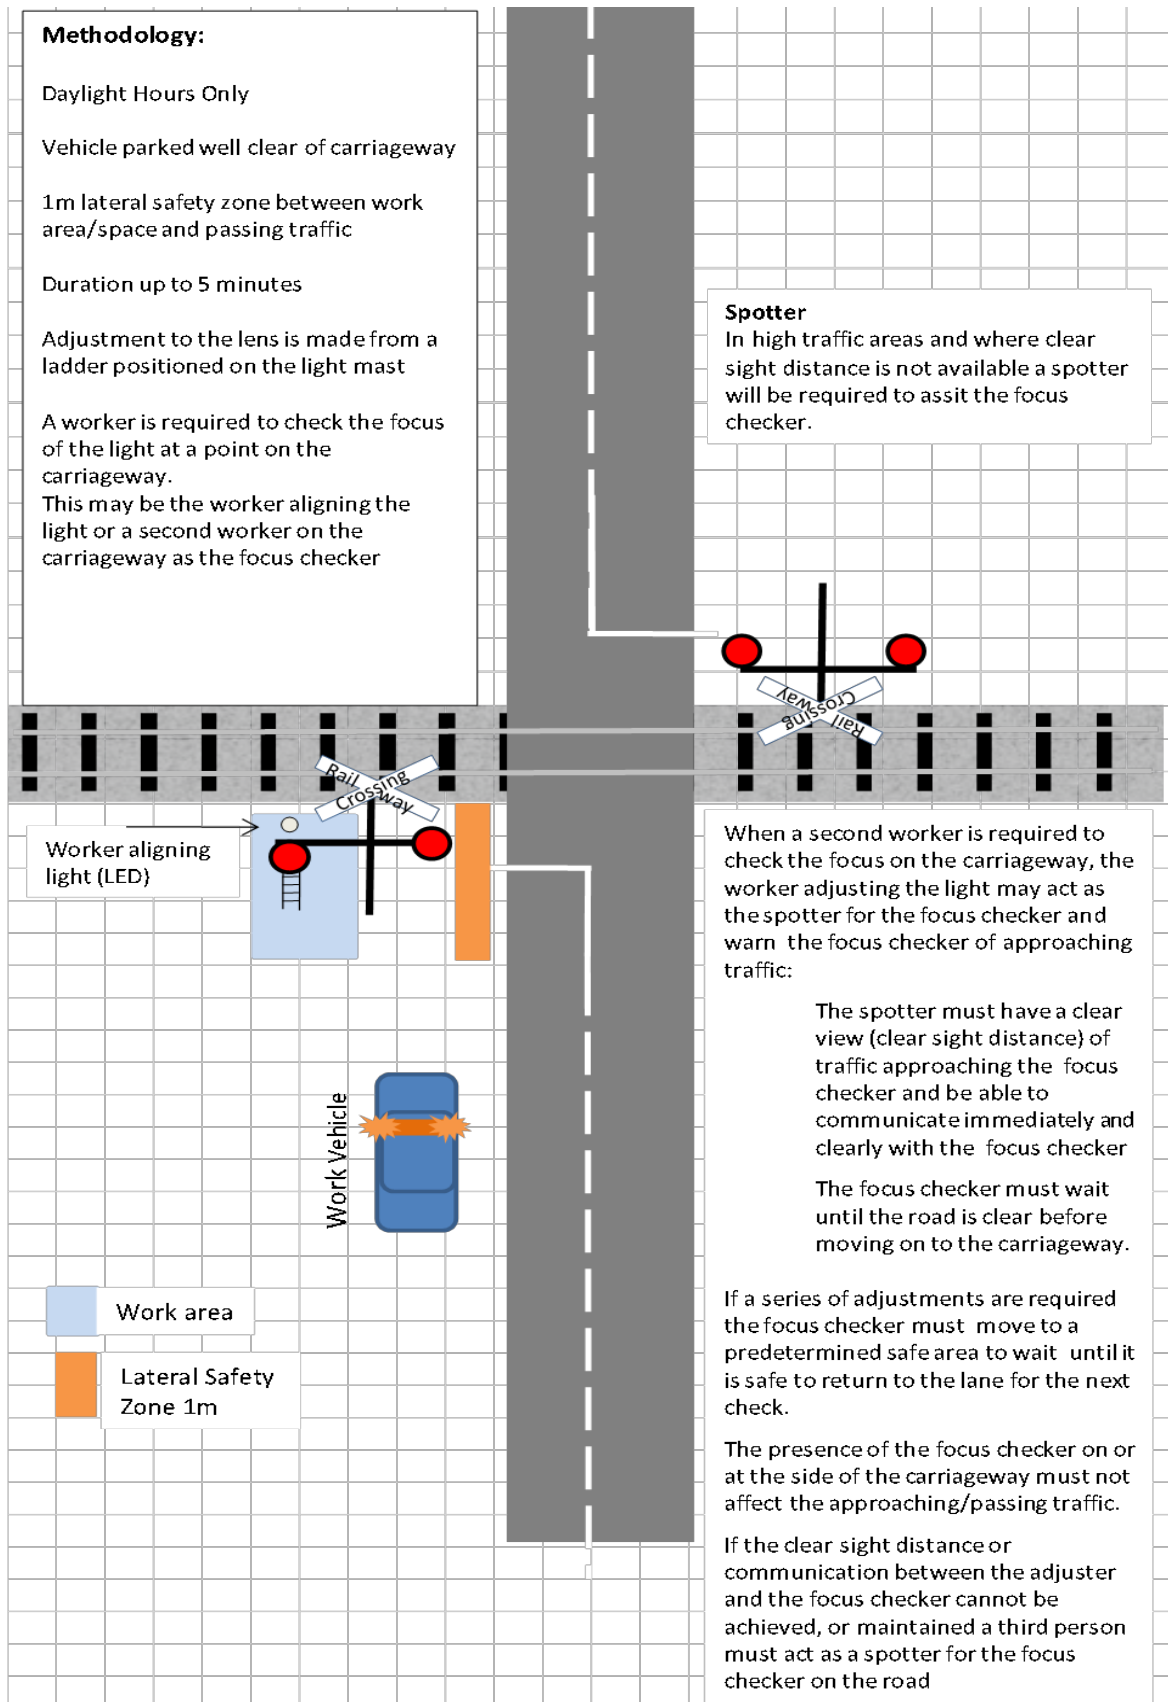 Methodology:
Daylight Hours Only
Vehicle parked well clear of carriageway
1m lateral safety zone between work
area/space and passing traffic
Duration up to 5 minutes
Adjustment to the lens is made from a
ladder positioned on the light mast
A worker is required to check the focus
of the light at a point on the
carriageway.
This may be the worker aligning the
light or a second worker on the
carriageway as the focus checker
Spotter
In high traffic areas and where clear
sight distance is not available a spotter
will be required to assit the focus
checker.
Rail way
Crossing
Rail way
Crossing
Worker aligning
light (LED)
When a second worker is required to
check the focus on the carriageway, the
worker adjusting the light may act as
the spotter for the focus checker and
warn the focus checker of approaching
traffic:
The spotter must have a clear
view (clear sight distance) of
traffic approaching the focus
checker and be able to
communicate immediately and
clearly with the focus checker
The focus checker must wait
until the road is clear before
moving on to the carriageway.
If a series of adjustments are required
the focus checker must move to a
predetermined safe area to wait until it
is safe to return to the lane for the next
check.
The presence of the focus checker on or
at the side of the carriageway must not
affect the approaching/passing traffic.
If the clear sight distance or
communication between the adjuster
and the focus checker cannot be
achieved, or maintained a third person
must act as a spotter for the focus
checker on the road
Work Vehicle
Work area
Lateral Safety
Zone 1m